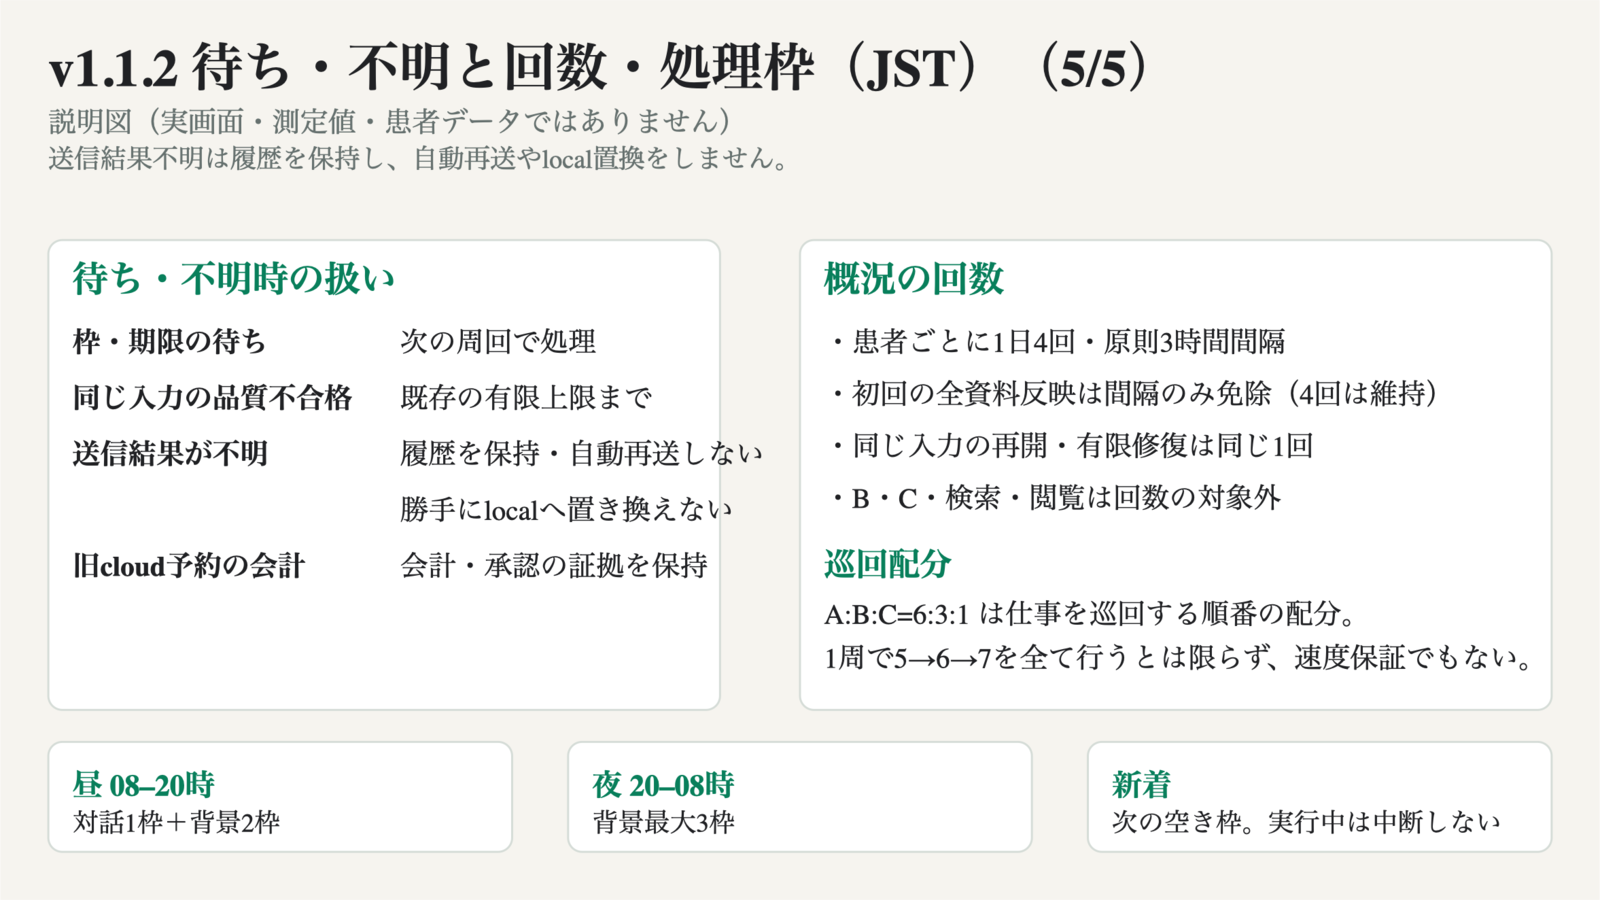 v1.1.2 待ち・不明と回数・処理枠（JST）（5/5）
説明図（実画面・測定値・患者データではありません）
送信結果不明は履歴を保持し、自動再送やlocal置換をしません。
待ち・不明時の扱い
枠・期限の待ち 次の周回で処理
同じ入力の品質不合格 既存の有限上限まで
送信結果が不明 履歴を保持・自動再送しない
勝手にlocalへ置き換えない
旧cloud予約の会計 会計・承認の証拠を保持
概況の回数
・患者ごとに1日4回・原則3時間間隔
・初回の全資料反映は間隔のみ免除（4回は維持）
・同じ入力の再開・有限修復は同じ1回
・B・C・検索・閲覧は回数の対象外
巡回配分
A:B:C=6:3:1 は仕事を巡回する順番の配分。
1周で5→6→7を全て行うとは限らず、速度保証でもない。
昼 08–20時
対話1枠＋背景2枠
夜 20–08時
背景最大3枠
新着
次の空き枠。実行中は中断しない